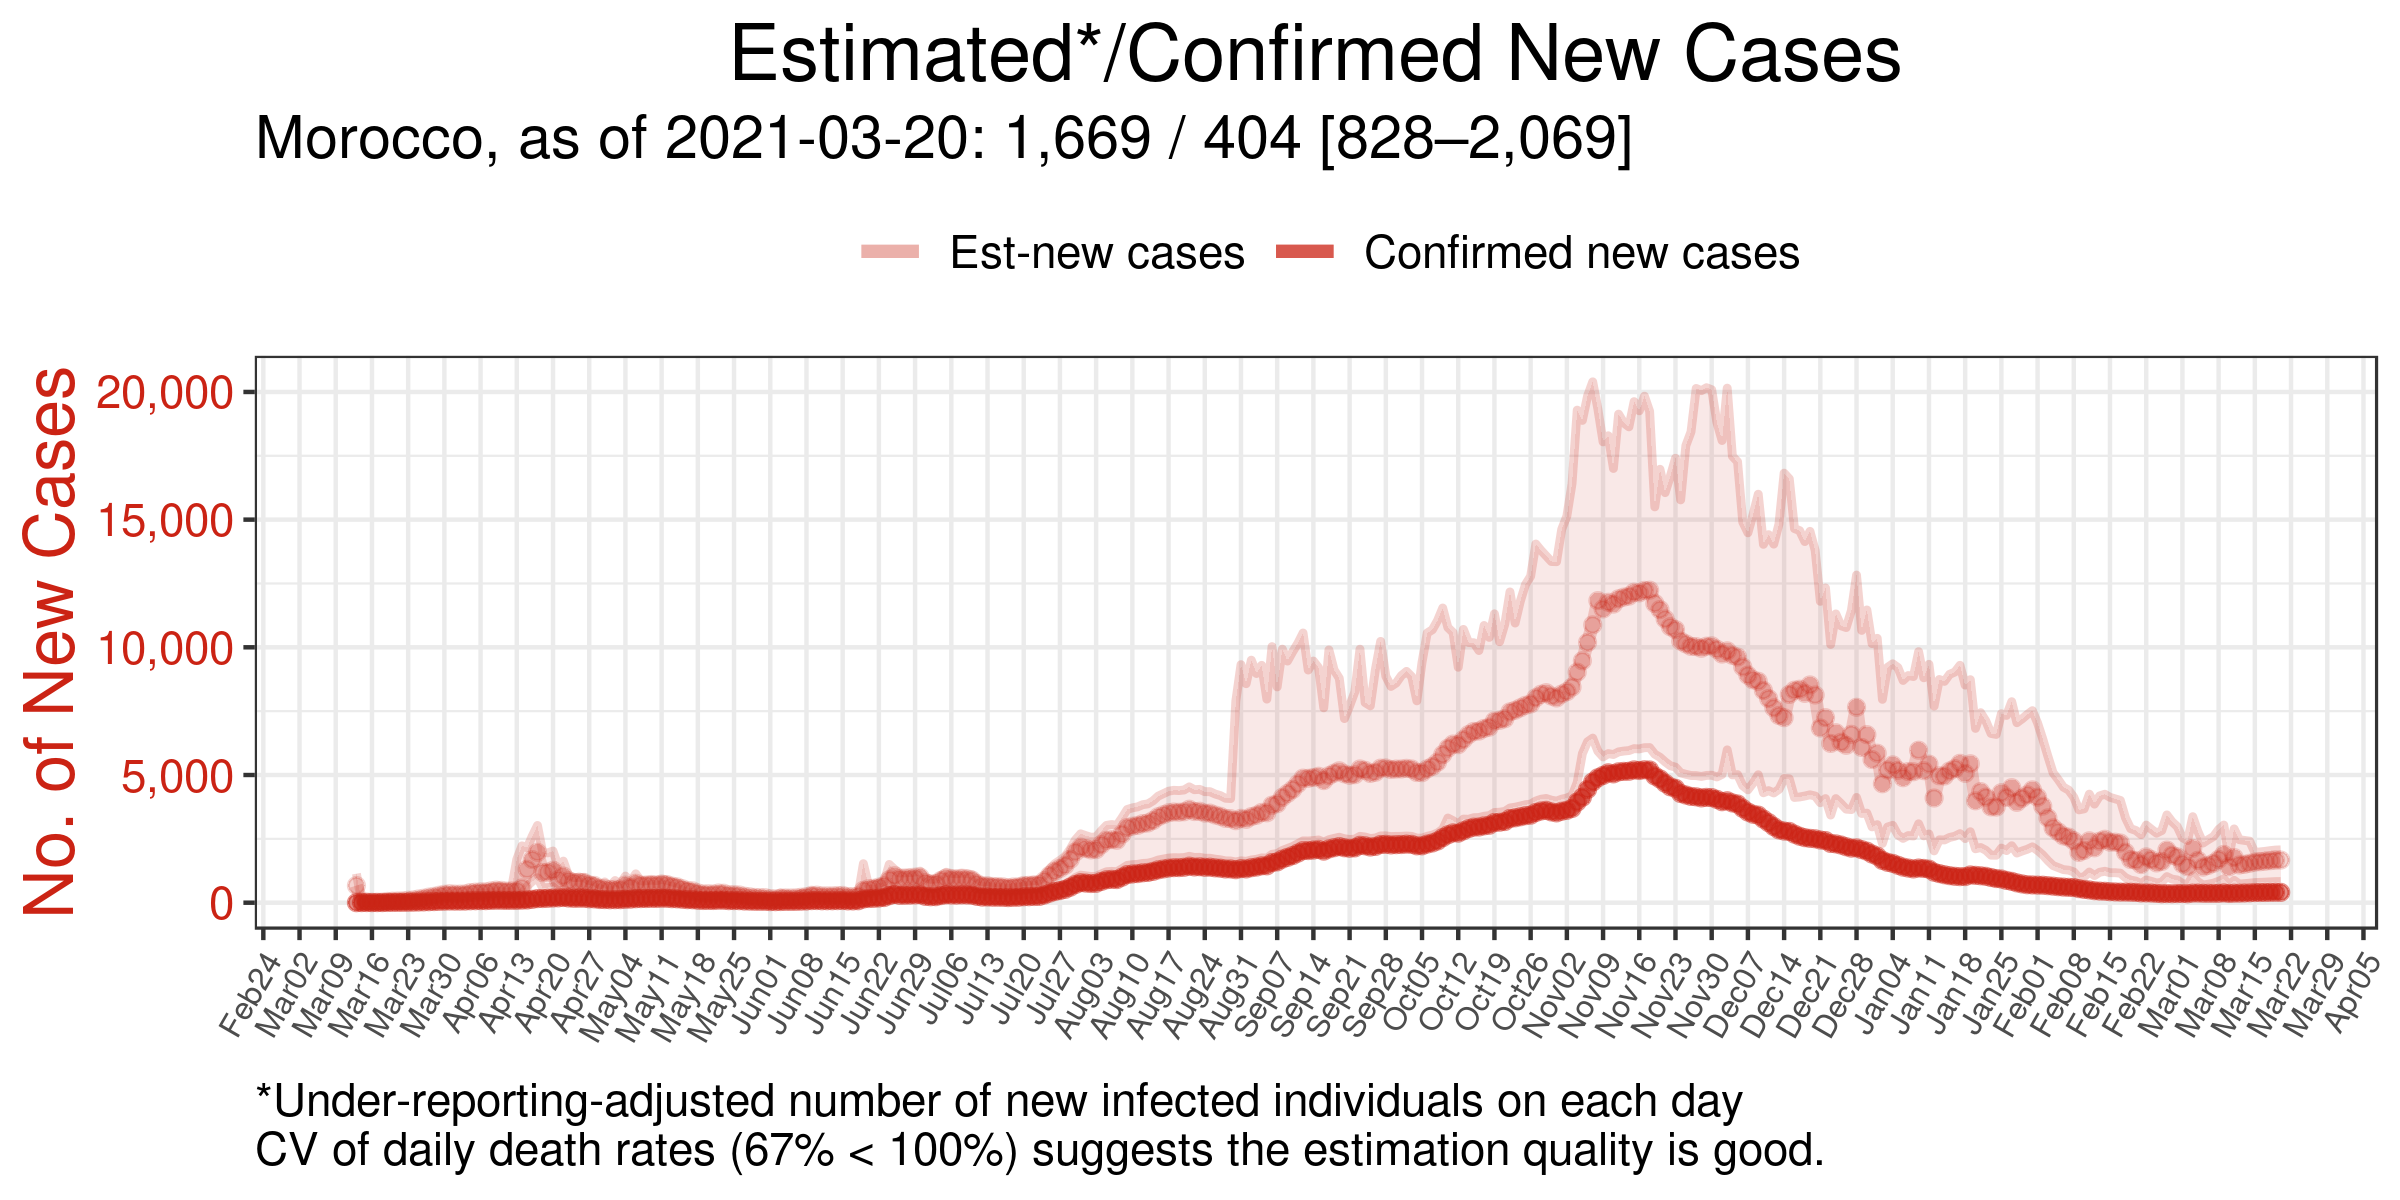 Estimated*/Confirmed New Cases
Morocco, as of 2021-03-20: 1,669 / 404 [828–2,069]
Est-new cases
Confirmed new cases
No. of New Cases
20,000
15,000
10,000
5,000
0
Feb24
Mar02
Mar09
Mar16
Mar23
Mar30
Apr06
Apr13
Apr20
Apr27
May04
May11
May18
May25
Jun01
Jun08
Jun15
Jun22
Jun29
Jul06
Jul13
Jul20
Jul27
Aug03
Aug10
Aug17
Aug24
Aug31
Sep07
Sep14
Sep21
Sep28
Oct05
Oct12
Oct19
Oct26
Nov02
Nov09
Nov16
Nov23
Nov30
Dec07
Dec14
Dec21
Dec28
Jan04
Jan11
Jan18
Jan25
Feb01
Feb08
Feb15
Feb22
Mar01
Mar08
Mar15
Mar22
Mar29
Apr05
*Under-reporting-adjusted number of new infected individuals on each day
CV of daily death rates (67% < 100%) suggests the estimation quality is good.